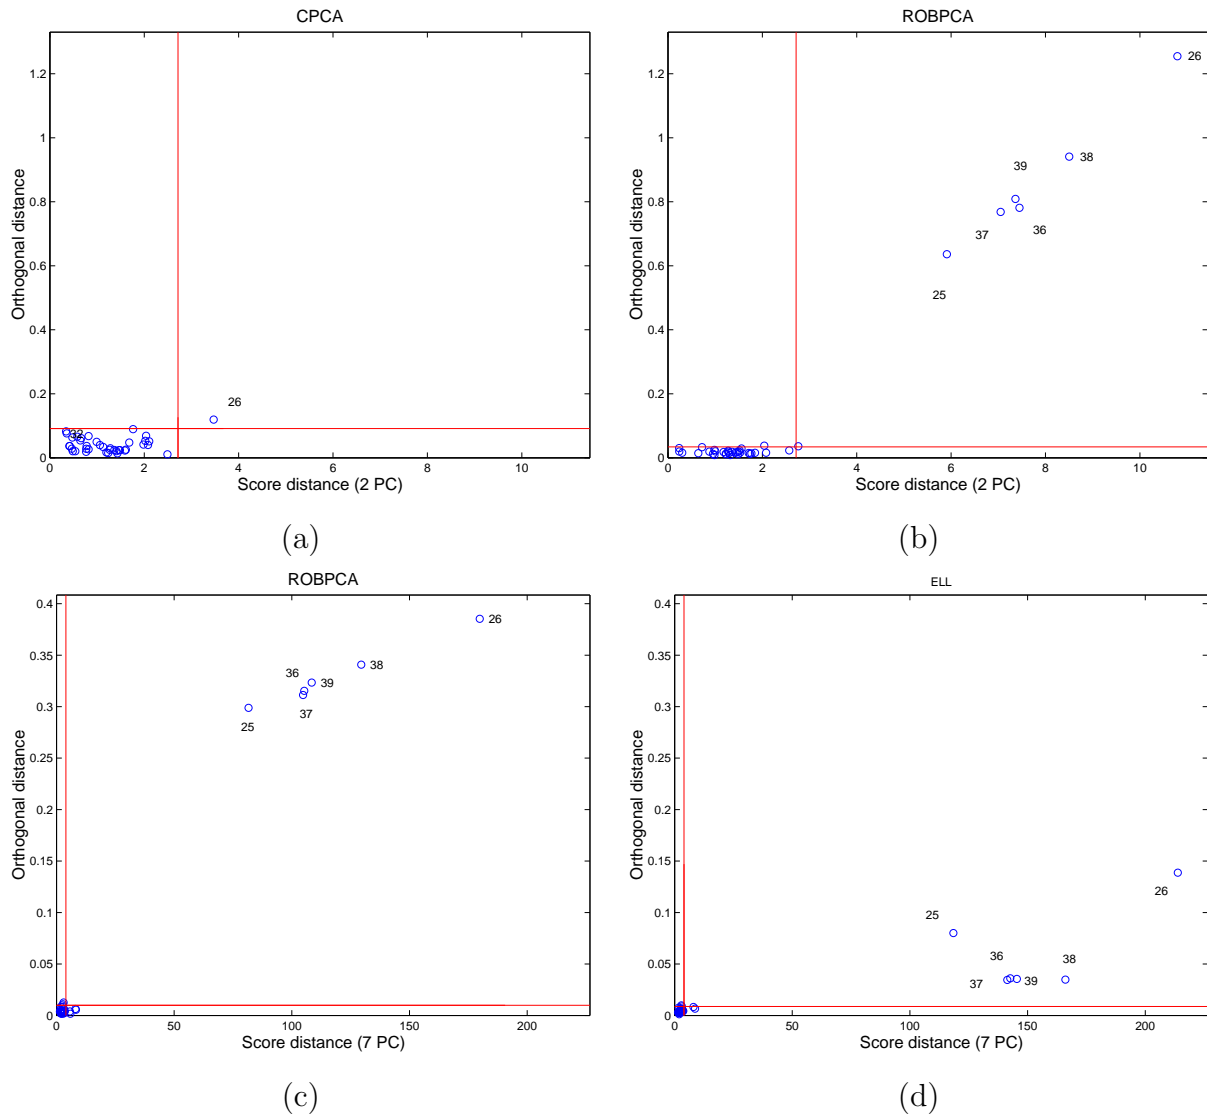 CPCA
1.2
1
0.8
0.6
0.4
0.2
0
0 2 4 6 8 10
26
32
Orthogonal distance
Score distance (2 PC)
(a)
ROBPCA
1.2
1
0.8
0.6
0.4
0.2
0
0 2 4 6 8 10
26
38
39
36
37
25
Orthogonal distance
Score distance (2 PC)
(b)
ROBPCA
0.4
0.35
0.3
0.25
0.2
0.15
0.1
0.05
0
0 50 100 150 200
26
38
36
39
37
25
Orthogonal distance
Score distance (7 PC)
(c)
ELL
0.4
0.35
0.3
0.25
0.2
0.15
0.1
0.05
0
0 50 100 150 200
26
25
36
38
37
39
Orthogonal distance
Score distance (7 PC)
(d)